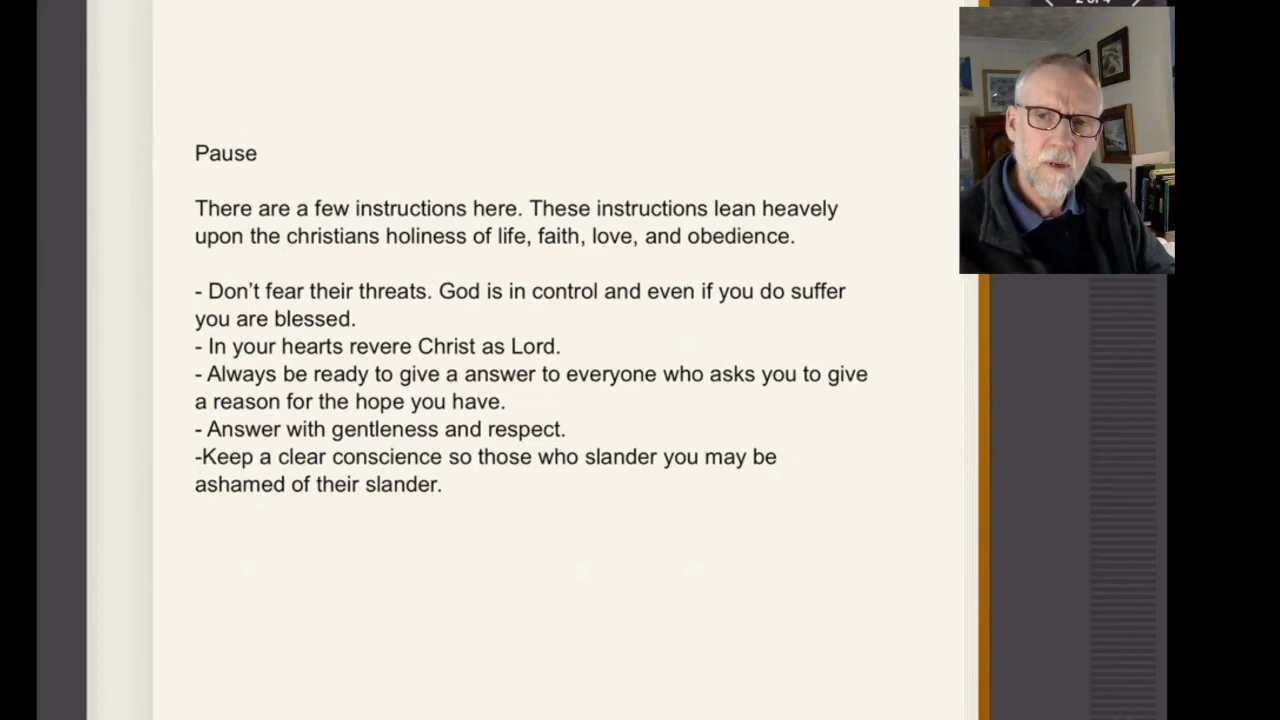 Pause
There are a few instructions here. These instructions lean heavely
upon the christians holiness of life, faith, love, and obedience.
- Don’t fear their threats. God is in control and even if you do suffer
you are blessed.
- In your hearts revere Christ as Lord.
- Always be ready to give a answer to everyone who asks you to give
a reason for the hope you have.
- Answer with gentleness and respect.
-Keep a clear conscience so those who slander you may be
ashamed of their slander.